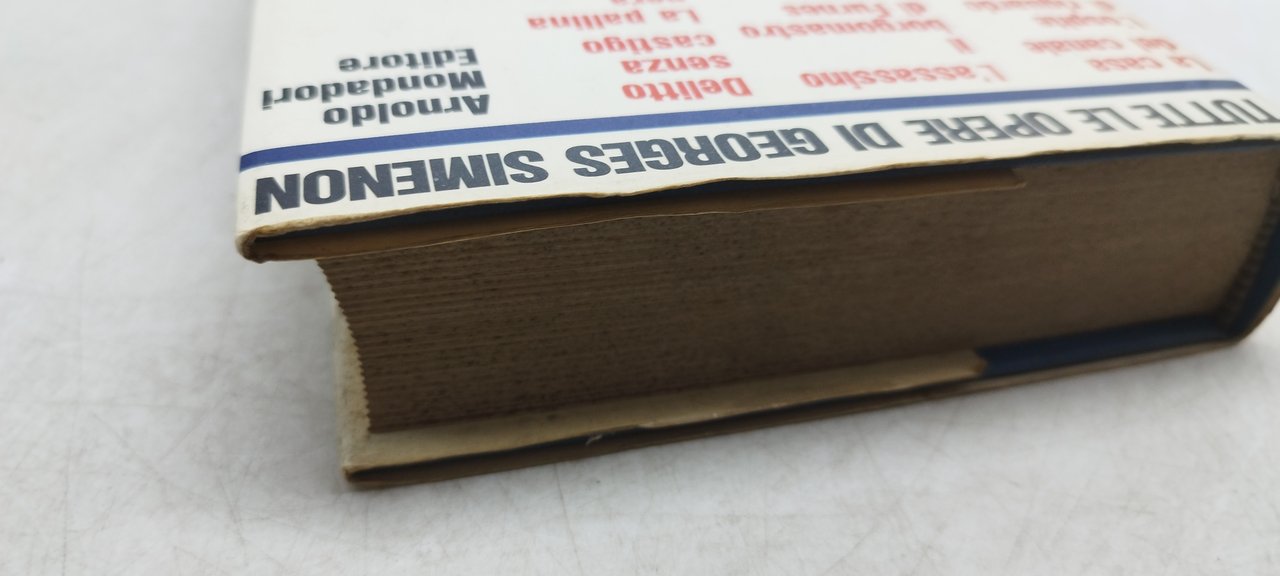 TUTTE LE OPERE DI GEORGES SIMENON
La casa
del canale
L'assassino
Il
borgomastro
di Furnes
Delitto
senza
castigo
La pallina
Arnoldo
Mondadori
Editore